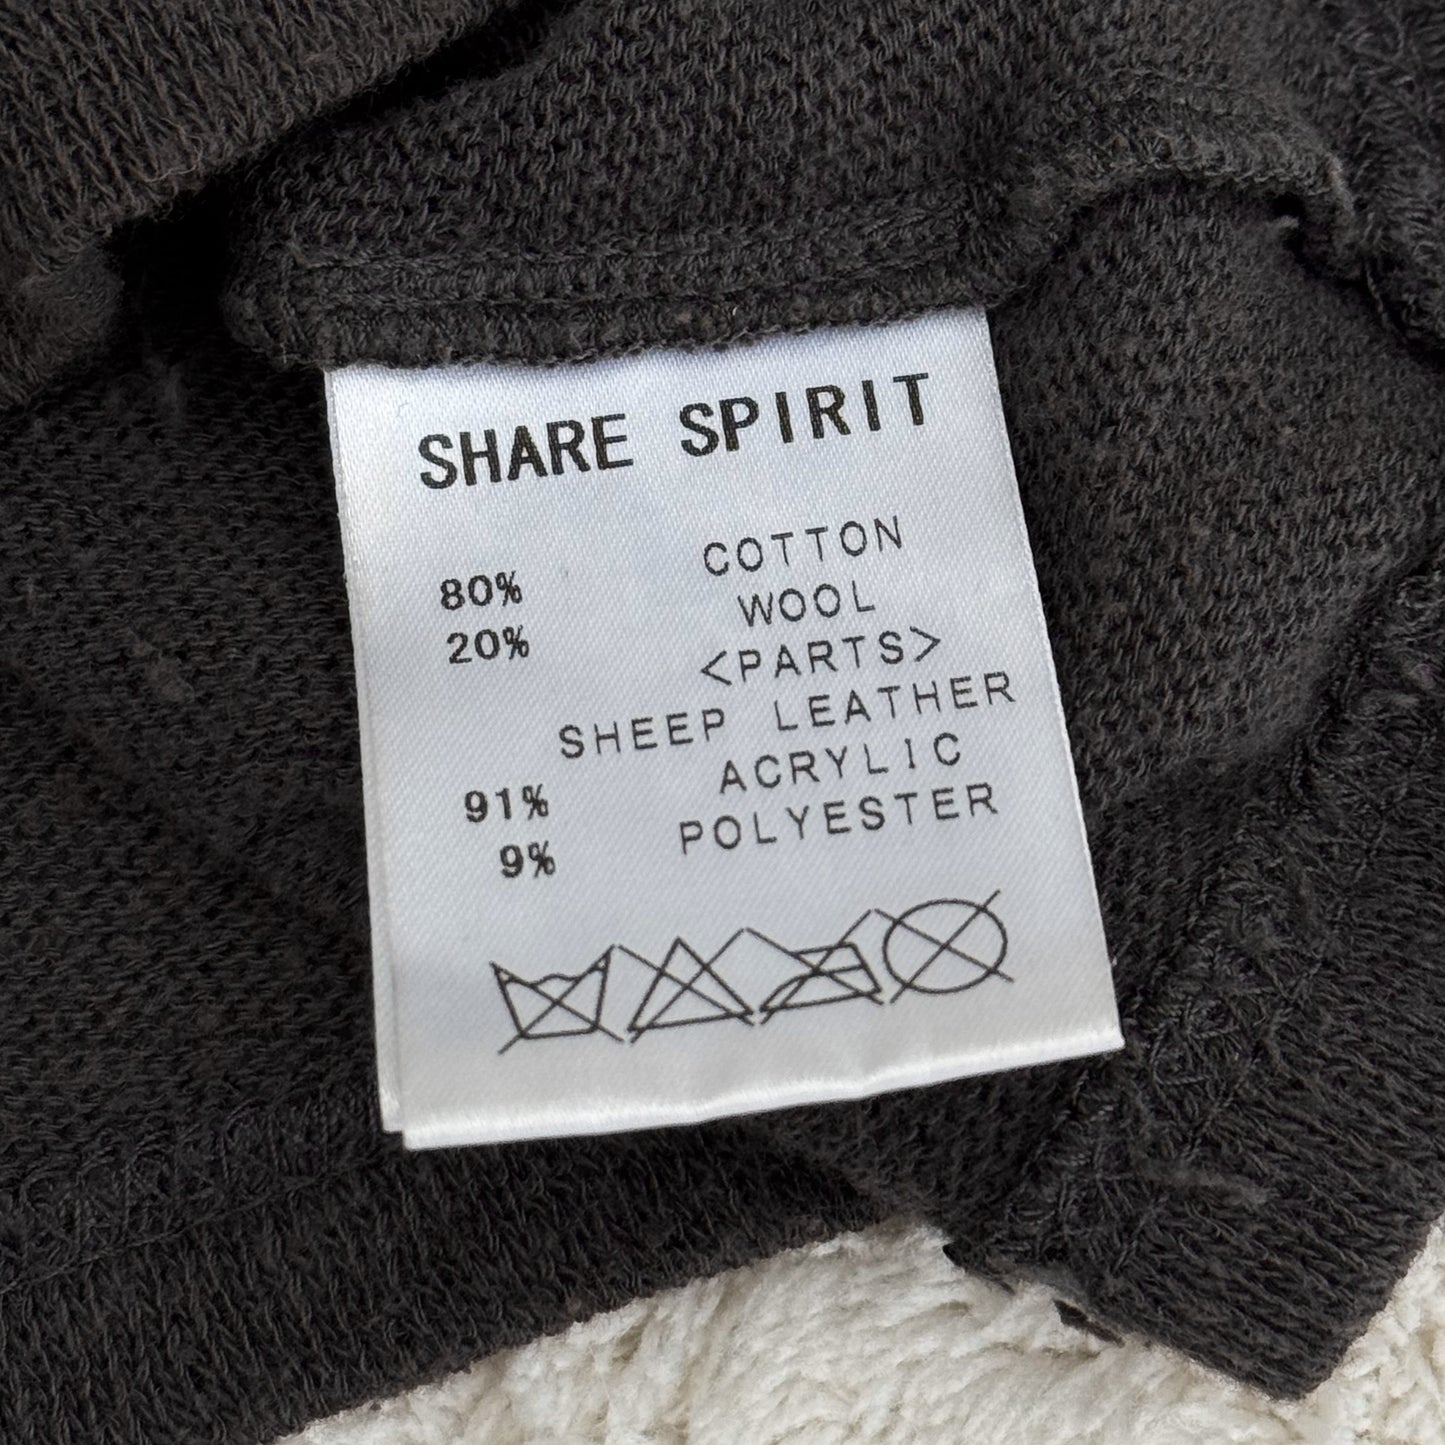 SHARE SPIRIT
80% COTTON
20% WOOL
<PARTS>
SHEEP LEATHER
91% ACRYLIC
9% POLYESTER